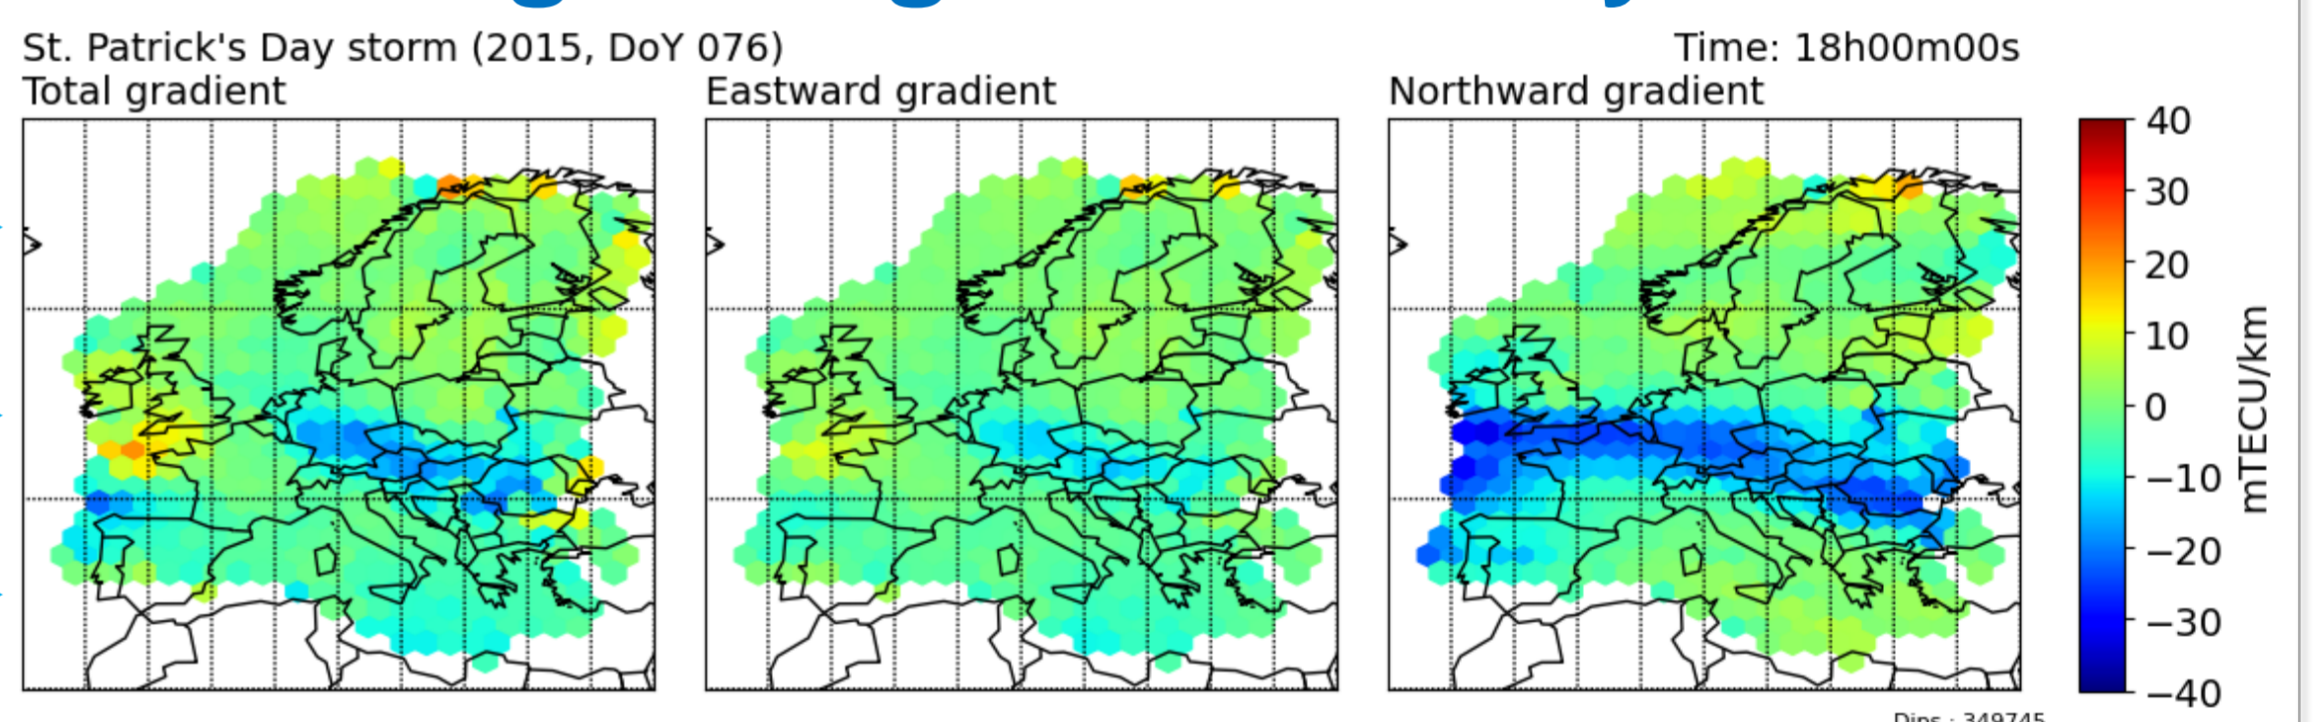 St. Patrick's Day storm (2015, DoY 076)
Time: 18h00m00s
Total gradient
Eastward gradient
Northward gradient
40
30
20
10
0
−10
−20
−30
−40
mTECU/km